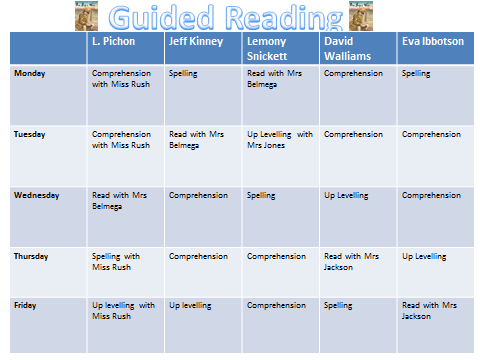 Guided Reading
L. Pichon Jeff Kinney Lemony David Eva Ibbotson
Snickett Walliams
Monday Comprehension Spelling Read with Mrs Comprehension Spelling
with Miss Rush Belmega
Tuesday Comprehension Read with Mrs Up Levelling with Comprehension Comprehension
with Miss Rush Belmega Mrs Jones
Wednesday Read with Mrs Comprehension Spelling Up Levelling Comprehension
Belmega
Thursday Spelling with Comprehension Comprehension Read with Mrs Up Levelling
Miss Rush Jackson
Friday Up levelling with Up levelling Comprehension Spelling Read with Mrs
Miss Rush Jackson